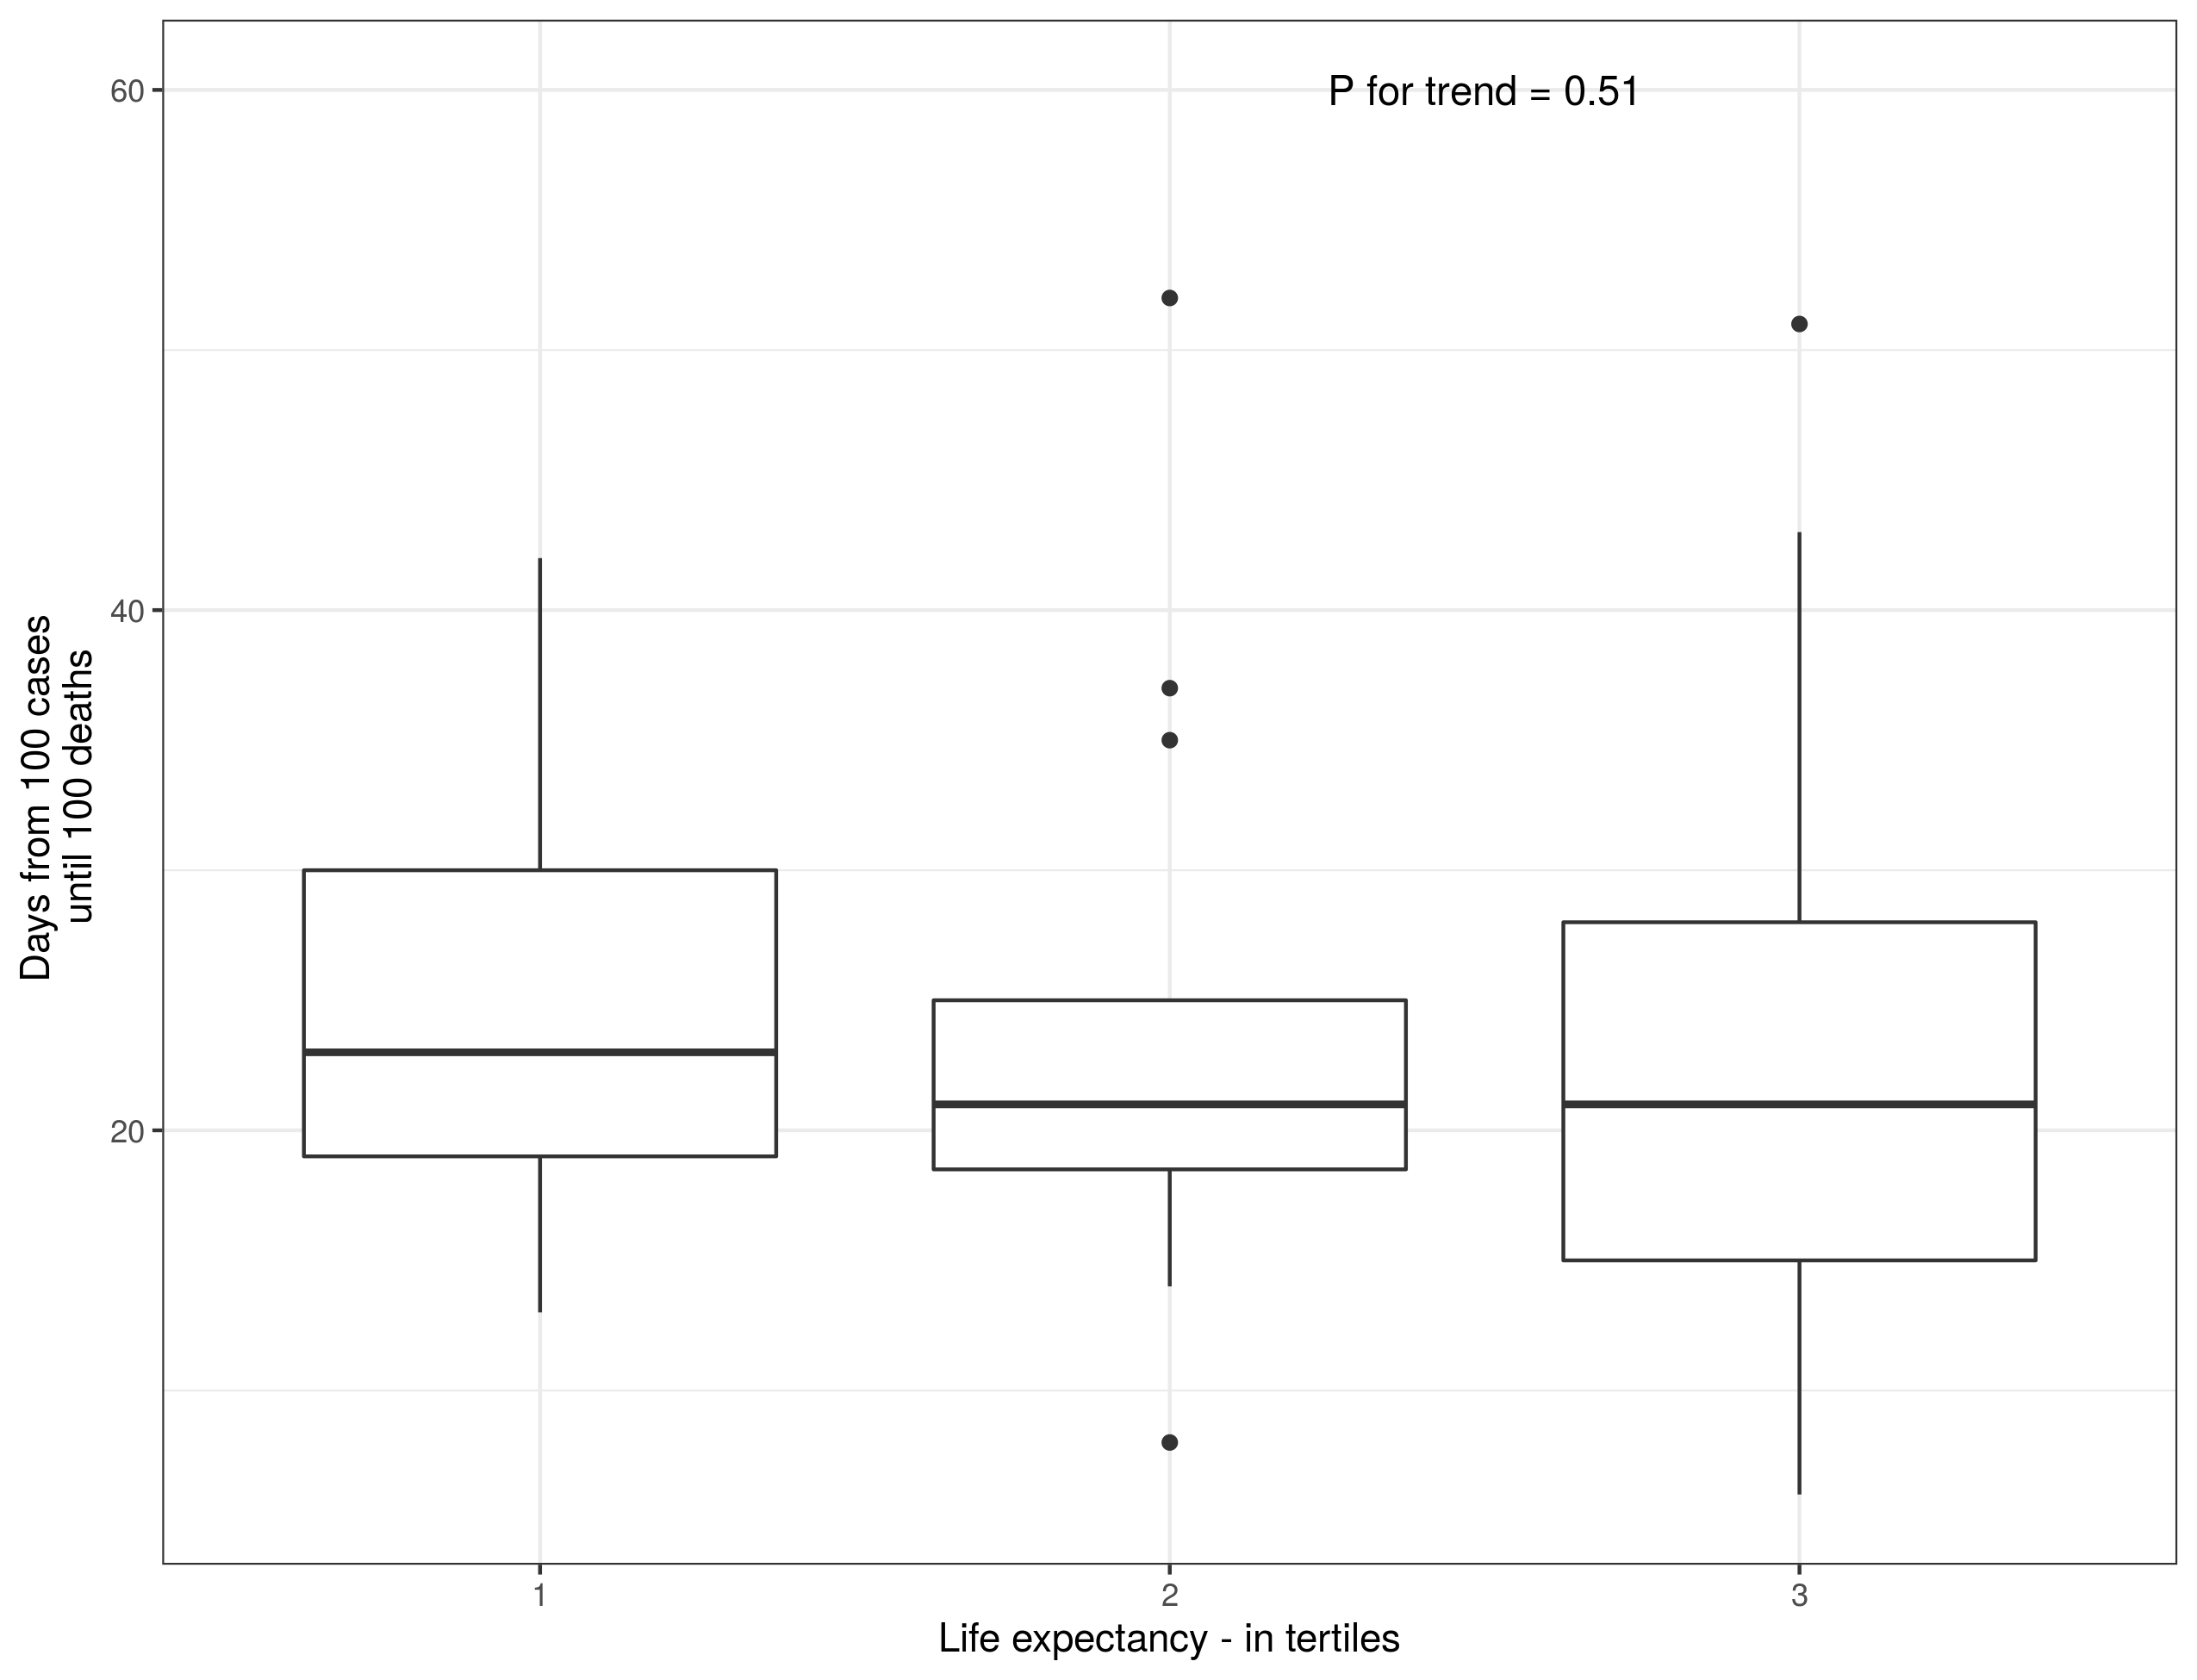 P for trend = 0.51
60
40
20
Days from 100 cases
until 100 deaths
1
2
3
Life expectancy - in tertiles